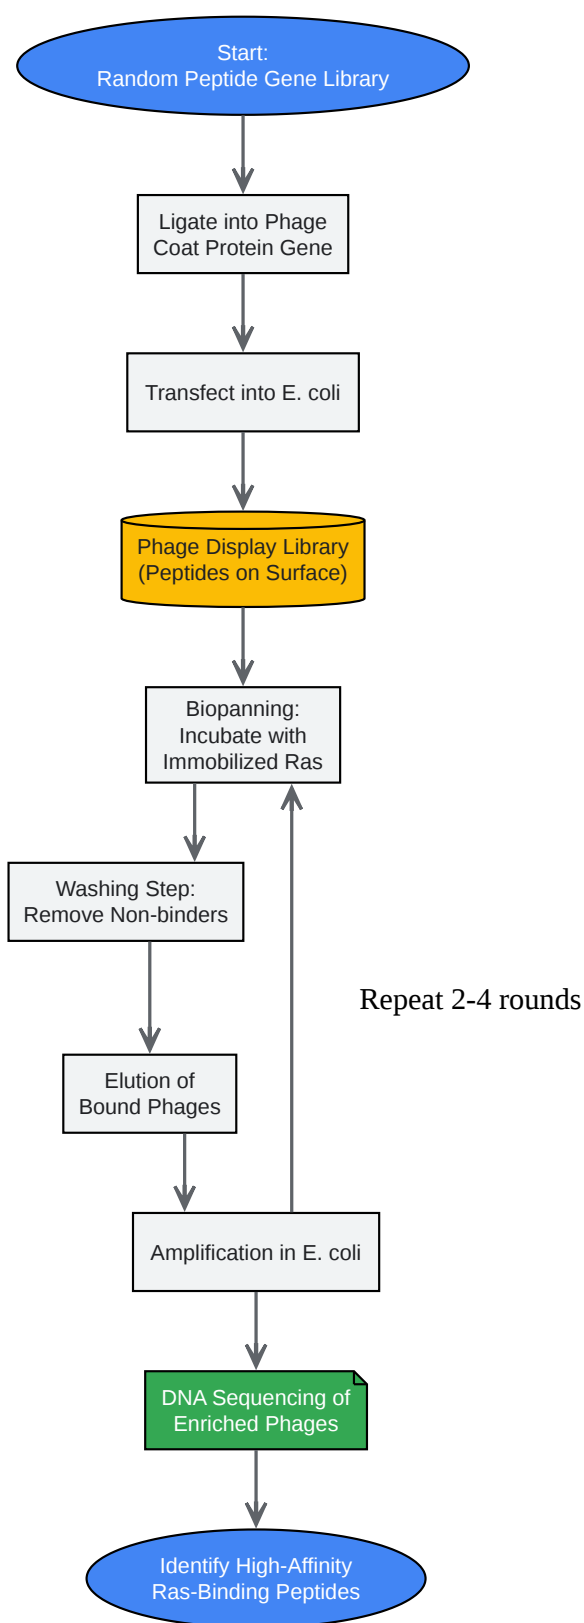 Start:
Random Peptide Gene Library
Ligate into Phage
Coat Protein Gene
Transfect into E. coli
Phage Display Library
(Peptides on Surface)
Biopanning:
Incubate with
Immobilized Ras
Washing Step:
Remove Non-binders
Repeat 2-4 rounds
Elution of
Bound Phages
Amplification in E. coli
DNA Sequencing of
Enriched Phages
Identify High-Affinity
Ras-Binding Peptides